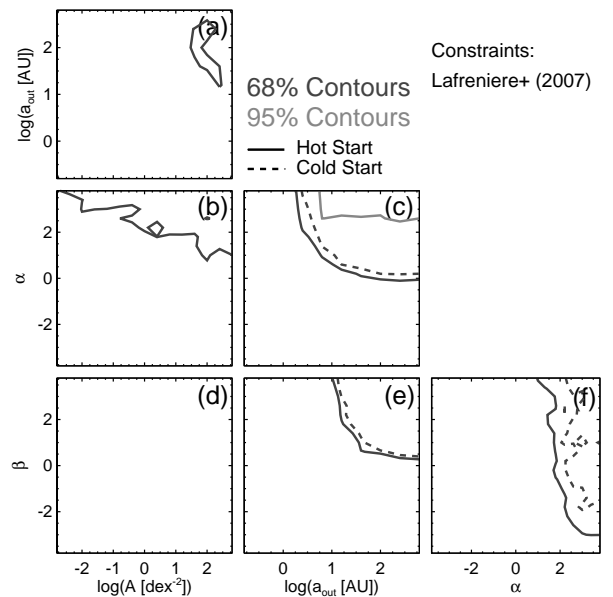 (a)
log(a_out [AU]
2
1
0
Constraints:
Lafreniere+ (2007)
68% Contours
95% Contours
Hot Start
Cold Start
(b)
(c)
α
2
0
-2
(d)
(e)
(f)
β
2
0
-2
-2 -1 0 1 2
log(A [dex^-2])
0 1 2
log(a_out [AU])
-2 0 2
α